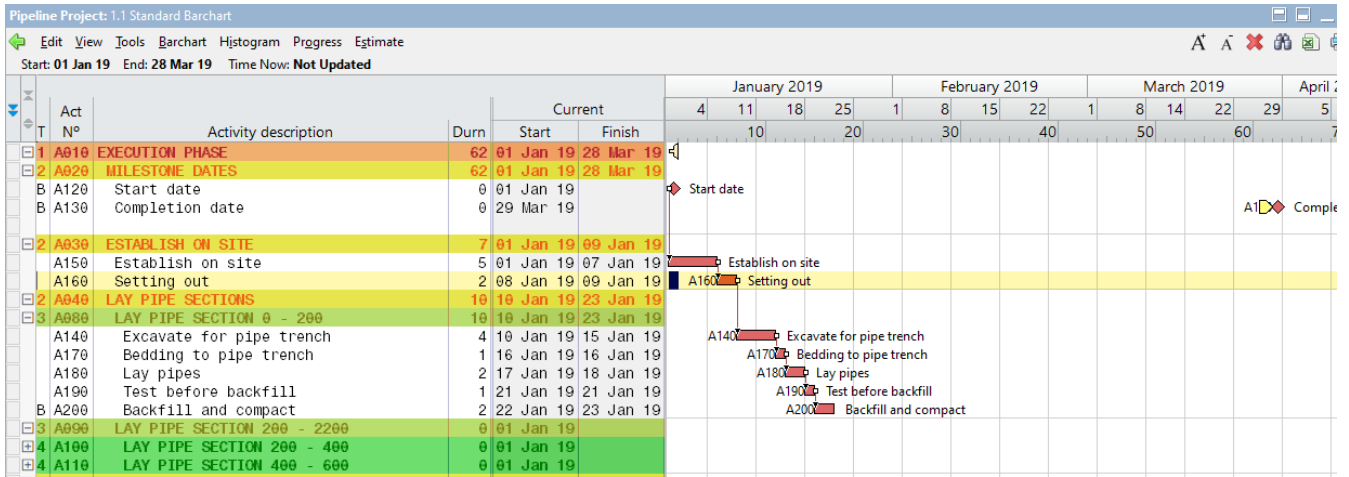 Pipeline Project: 1.1 Standard Barchart
Edit View Tools Barchart Histogram Progress Estimate
Start: 01 Jan 19 End: 28 Mar 19 Time Now: Not Updated
January 2019 February 2019 March 2019 April
Act Current 4 11 18 25 1 8 15 22 1 8 14 22 29 5
T Nº Activity description Durn Start Finish 10 20 30 40 50 60 7
1 A010 EXECUTION PHASE 62 01 Jan 19 28 Mar 19
2 A020 MILESTONE DATES 62 01 Jan 19 28 Mar 19
B A120 Start date 0 01 Jan 19 Start date
B A130 Completion date 0 29 Mar 19 A1 Comple
2 A030 ESTABLISH ON SITE 7 01 Jan 19 09 Jan 19
A150 Establish on site 5 01 Jan 19 07 Jan 19 Establish on site
A160 Setting out 2 08 Jan 19 09 Jan 19 A160 Setting out
2 A040 LAY PIPE SECTIONS 10 10 Jan 19 23 Jan 19
3 A080 LAY PIPE SECTION 0 - 200 10 10 Jan 19 23 Jan 19
A140 Excavate for pipe trench 4 10 Jan 19 15 Jan 19 A140 Excavate for pipe trench
A170 Bedding to pipe trench 1 16 Jan 19 16 Jan 19 A170 Bedding to pipe trench
A180 Lay pipes 2 17 Jan 19 18 Jan 19 A180 Lay pipes
A190 Test before backfill 1 21 Jan 19 21 Jan 19 A190 Test before backfill
B A200 Backfill and compact 2 22 Jan 19 23 Jan 19 A200 Backfill and compact
3 A090 LAY PIPE SECTION 200 - 2200 0 01 Jan 19
4 A100 LAY PIPE SECTION 200 - 400 0 01 Jan 19
4 A110 LAY PIPE SECTION 400 - 600 0 01 Jan 19